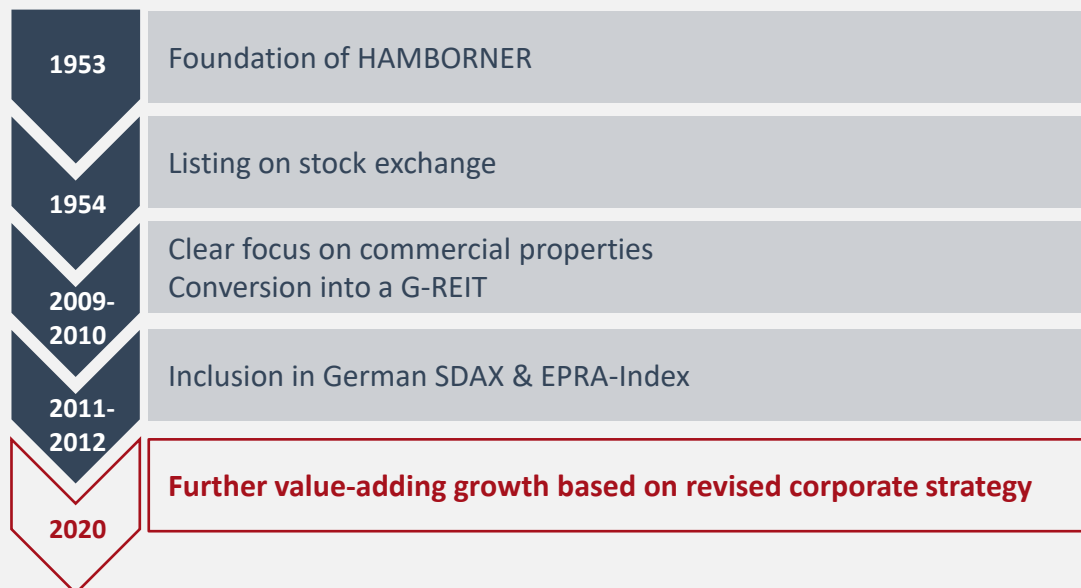 1953
Foundation of HAMBORNER
Listing on stock exchange
1954
Clear focus on commercial properties
Conversion into a G-REIT
2009-
2010
Inclusion in German SDAX & EPRA-Index
2011-
2012
Further value-adding growth based on revised corporate strategy
2020